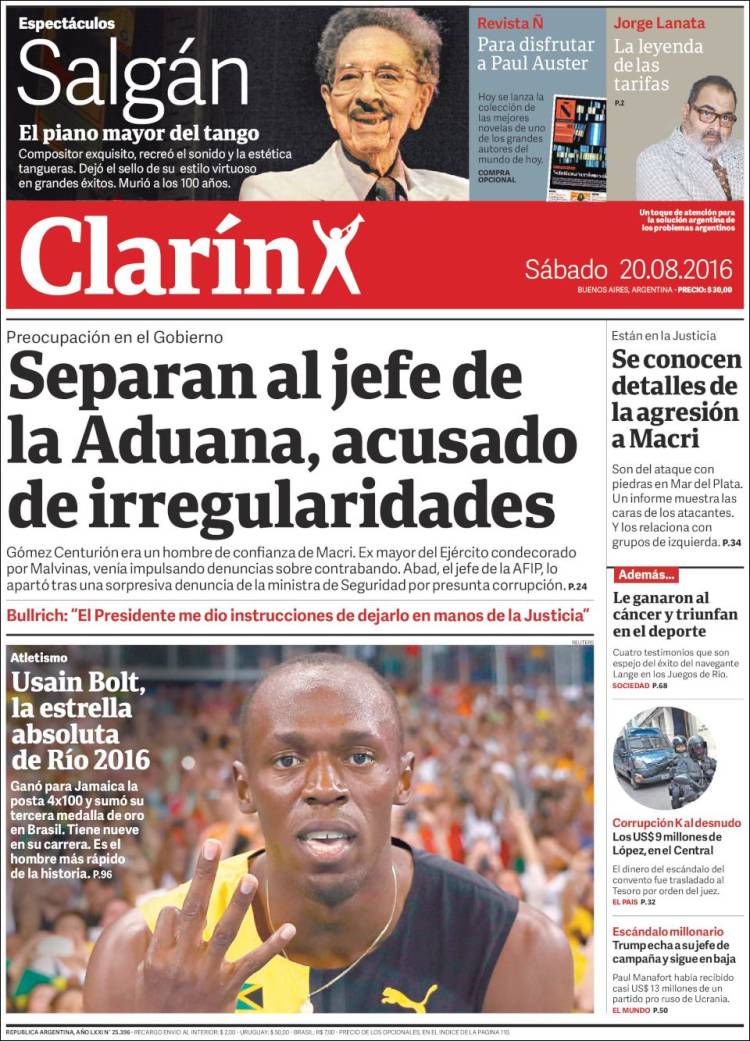 Espectáculos
Salgán
El piano mayor del tango
Compositor exquisito, recreó el sonido y la estética
tangueras. Dejó el sello de su estilo virtuoso
en grandes éxitos. Murió a los 100 años.
Revista Ñ
Para disfrutar
a Paul Auster
Hoy se lanza la
colección de
las mejores
novelas de uno
de los grandes
autores del
mundo de hoy.
COMPRA
OPCIONAL
Jorge Lanata
La leyenda
de las
tarifas
P.2
Clarín
Un toque de atención para
la solución argentina de
los problemas argentinos
Sábado 20.08.2016
BUENOS AIRES, ARGENTINA - PRECIO: $ 30,00
Preocupación en el Gobierno
Separan al jefe de
la Aduana, acusado
de irregularidades
Gómez Centurión era un hombre de confianza de Macri. Ex mayor del Ejército condecorado
por Malvinas, venía impulsando denuncias sobre contrabando. Abad, el jefe de la AFIP, lo
apartó tras una sorpresiva denuncia de la ministra de Seguridad por presunta corrupción. P.24
Bullrich: “El Presidente me dio instrucciones de dejarlo en manos de la Justicia”
Están en la Justicia
Se conocen
detalles de
la agresión
a Macri
Son del ataque con
piedras en Mar del Plata.
Un informe muestra las
caras de los atacantes.
Y los relaciona con
grupos de izquierda. P.34
Además...
Le ganaron al
cáncer y triunfan
en el deporte
Cuatro testimonios que son
espejo del éxito del navegante
Lange en los Juegos de Río.
SOCIEDAD P.68
Corrupción K al desnudo
Los US$ 9 millones de
López, en el Central
El dinero del escándalo del
convento fue trasladado al
Tesoro por orden del juez.
EL PAIS P.32
Escándalo millonario
Trump echa a su jefe de
campaña y sigue en baja
Paul Manafort había recibido
casi US$ 13 millones de un
partido pro ruso de Ucrania.
EL MUNDO P.50
REUTERS
Atletismo
Usain Bolt,
la estrella
absoluta
de Río 2016
Ganó para Jamaica la
posta 4x100 y sumó su
tercera medalla de oro
en Brasil. Tiene nueve
en su carrera. Es el
hombre más rápido
de la historia. P.96
REPUBLICA ARGENTINA, AÑO LXXI N° 25.396 - RECARGO ENVIO AL INTERIOR: $ 2,00 - URUGUAY: $ 50,00 - BRASIL: R$ 7,00 - PRECIO DE LOS OPCIONALES, EN EL INDICE DE LA PAGINA 110.